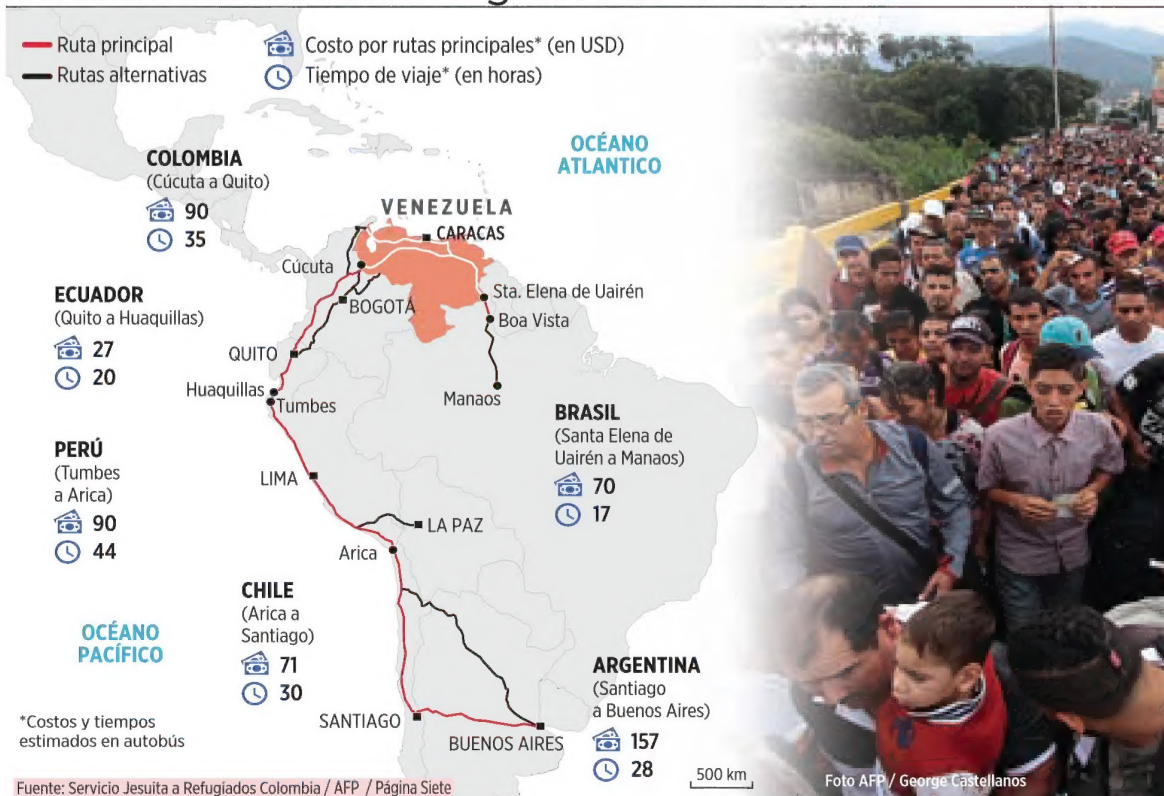 Ruta principal
Rutas alternativas
Costo por rutas principales* (en USD)
Tiempo de viaje* (en horas)
OCÉANO
ATLANTICO
COLOMBIA
(Cúcuta a Quito)
90
35
VENEZUELA
CARACAS
Cúcuta
BOGOTÁ
Sta. Elena de Uairén
Boa Vista
ECUADOR
(Quito a Huaquillas)
27
20
QUITO
Huaquillas
Tumbes
Manaos
BRASIL
(Santa Elena de
Uairén a Manaos)
70
17
PERÚ
(Tumbes
a Arica)
90
44
LIMA
LA PAZ
Arica
CHILE
(Arica a
Santiago)
71
30
OCÉANO
PACÍFICO
ARGENTINA
(Santiago
a Buenos Aires)
157
28
SANTIAGO
BUENOS AIRES
*Costos y tiempos
estimados en autobús
500 km
Fuente: Servicio Jesuita a Refugiados Colombia / AFP / Página Siete
Foto AFP / George Castellanos